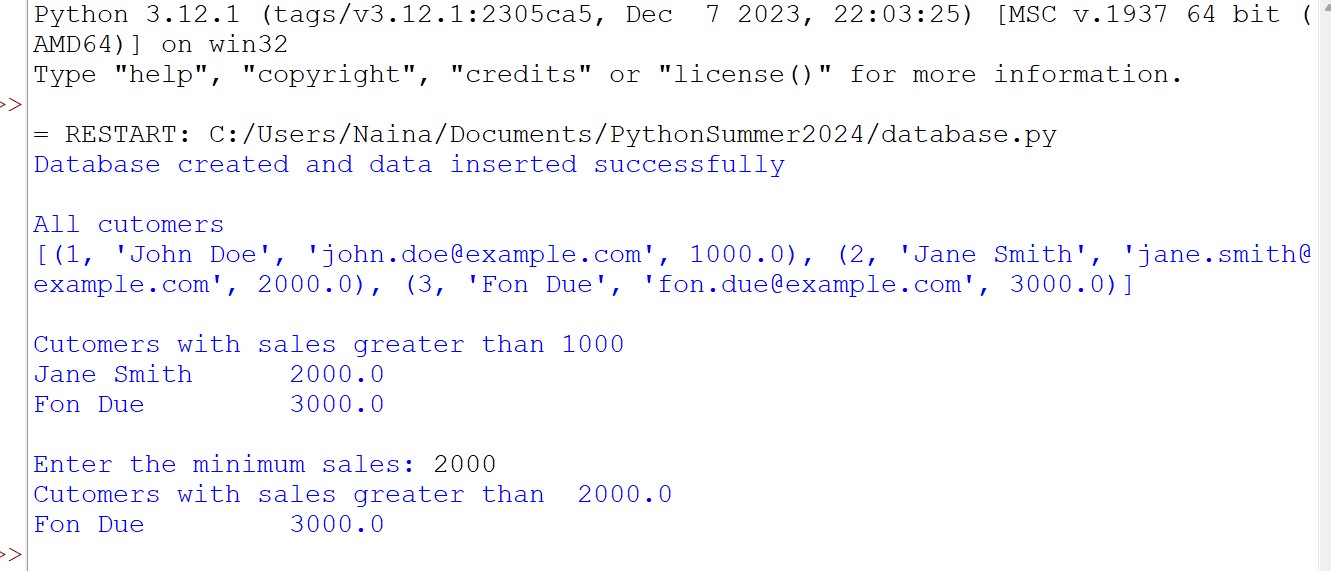 Python 3.12.1 (tags/v3.12.1:2305ca5, Dec  7 2023, 22:03:25) [MSC v.1937 64 bit (
AMD64)] on win32
Type "help", "copyright", "credits" or "license()" for more information.
>>
= RESTART: C:/Users/Naina/Documents/PythonSummer2024/database.py
Database created and data inserted successfully
All cutomers
[(1, 'John Doe', 'john.doe@example.com', 1000.0), (2, 'Jane Smith', 'jane.smith@
example.com', 2000.0), (3, 'Fon Due', 'fon.due@example.com', 3000.0)]
Cutomers with sales greater than 1000
Jane Smith      2000.0
Fon Due         3000.0
Enter the minimum sales: 2000
Cutomers with sales greater than  2000.0
Fon Due         3000.0
>>